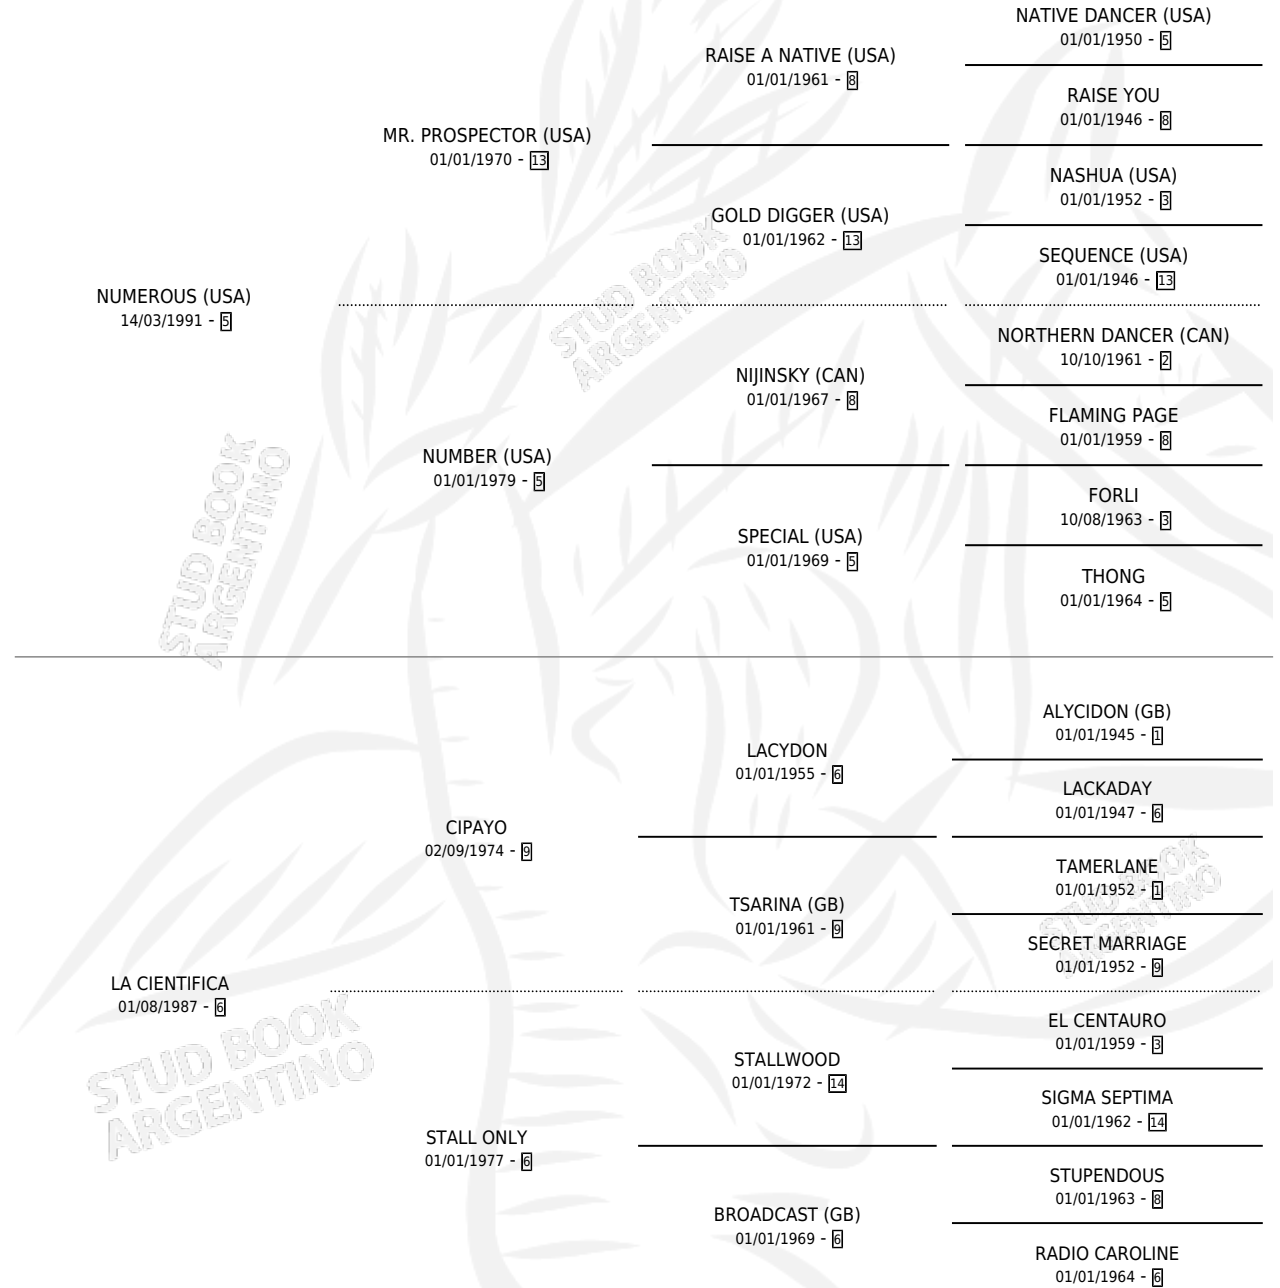 NATIVE DANCER (USA)
01/01/1950 - 5
RAISE A NATIVE (USA)
01/01/1961 - 8
RAISE YOU
01/01/1946 - 8
MR. PROSPECTOR (USA)
01/01/1970 - 13
NASHUA (USA)
01/01/1952 - 3
GOLD DIGGER (USA)
01/01/1962 - 13
SEQUENCE (USA)
01/01/1946 - 13
NUMEROUS (USA)
14/03/1991 - 5
STUD BOOK
ARGENTINO
NORTHERN DANCER (CAN)
10/10/1961 - 2
NIJINSKY (CAN)
01/01/1967 - 8
FLAMING PAGE
01/01/1959 - 8
NUMBER (USA)
01/01/1979 - 5
FORLI
10/08/1963 - 3
SPECIAL (USA)
01/01/1969 - 5
THONG
01/01/1964 - 5
STUD BOOK
ARGENTINO
ALYCIDON (GB)
01/01/1945 - 1
LACYDON
01/01/1955 - 6
LACKADAY
01/01/1947 - 6
CIPAYO
02/09/1974 - 9
TAMERLANE
01/01/1952 - 1
TSARINA (GB)
01/01/1961 - 9
SECRET MARRIAGE
01/01/1952 - 9
STUD BOOK
ARGENTINO
LA CIENTIFICA
01/08/1987 - 6
EL CENTAURO
01/01/1959 - 3
STALLWOOD
01/01/1972 - 14
SIGMA SEPTIMA
01/01/1962 - 14
STUD BOOK
ARGENTINO
STALL ONLY
01/01/1977 - 6
STUPENDOUS
01/01/1963 - 8
BROADCAST (GB)
01/01/1969 - 6
RADIO CAROLINE
01/01/1964 - 6